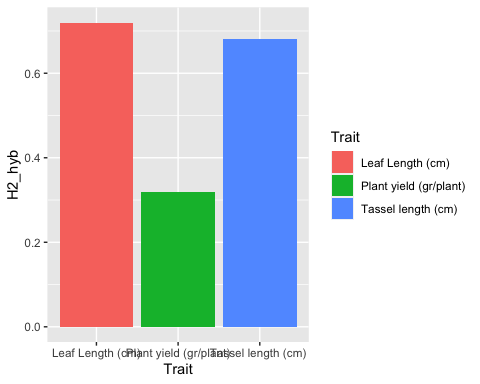 H2_hyb
0.6
0.4
0.2
0.0
Leaf Length (cm) Plant yield (gr/plant) Tassel length (cm)
Trait
Trait
Leaf Length (cm)
Plant yield (gr/plant)
Tassel length (cm)